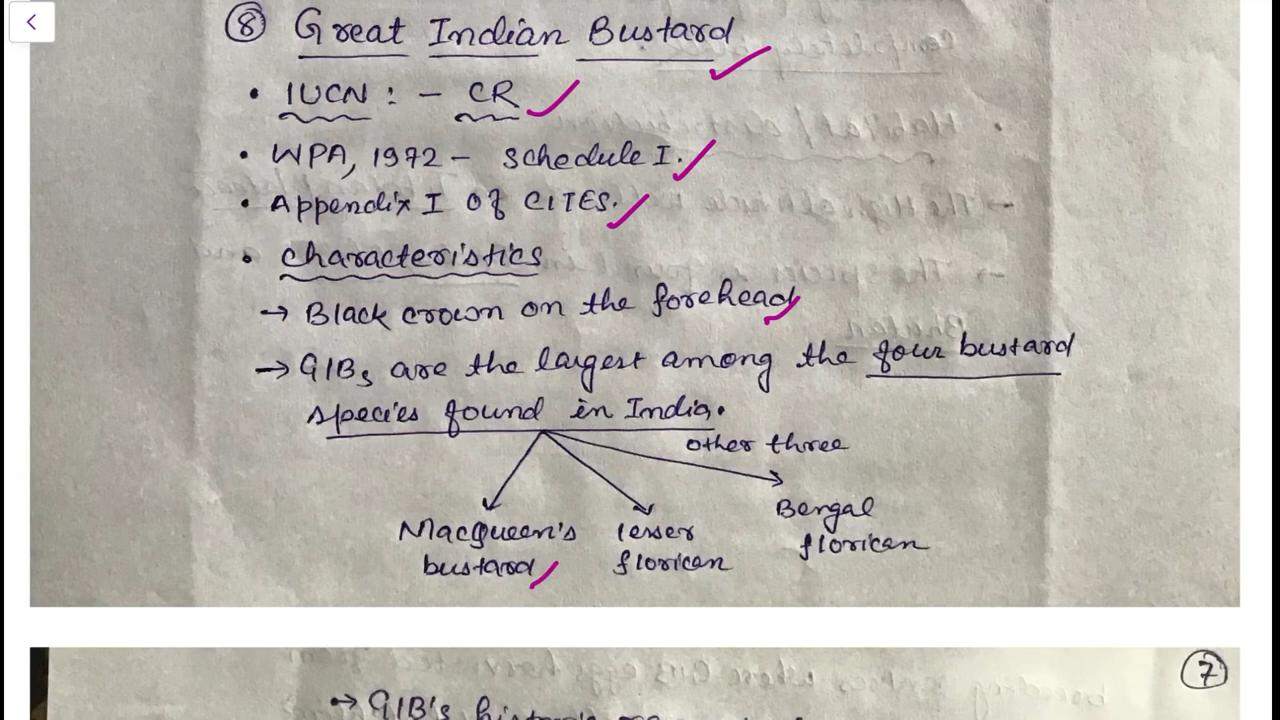 ⑧ Great Indian Bustard
• IUCN : - CR
• WPA, 1972 - Schedule I.
• Appendix I of CITES.
• characteristics
→ Black crown on the forehead
→ GIBs are the largest among the four bustard
species found in India.
other three
Macqueen's bustard
lesser florican
Bengal florican
⑦
→ GIB's